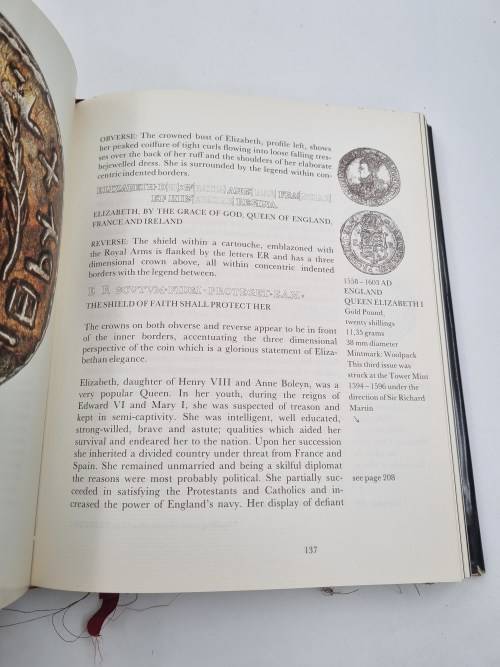 OBVERSE: The crowned bust of Elizabeth, profile left, shows
her peaked coiffure of tight curls flowing into loose falling tres-
ses over the back of her ruff and the shoulders of her elaborate
bejewelled dress. She is surrounded by the legend within con-
centric indented borders.
ELIZABETH, BY THE GRACE OF GOD, QUEEN OF ENGLAND,
FRANCE AND IRELAND
REVERSE: The shield within a cartouche, emblazoned with
the Royal Arms is flanked by the letters ER and has a three
dimensional crown above, all within concentric indented
borders with the legend between.
E R SCVTVM·FIDEI·PROTEGET·EAM·
THE SHIELD OF FAITH SHALL PROTECT HER
The crowns on both obverse and reverse appear to be in front
of the inner borders, accentuating the three dimensional
perspective of the coin which is a glorious statement of Eliza-
bethan elegance.
Elizabeth, daughter of Henry VIII and Anne Boleyn, was a
very popular Queen. In her youth, during the reigns of
Edward VI and Mary I, she was suspected of treason and
kept in semi-captivity. She was intelligent, well educated,
strong-willed, brave and astute; qualities which aided her
survival and endeared her to the nation. Upon her succession
she inherited a divided country under threat from France and
Spain. She remained unmarried and being a skilful diplomat
the reasons were most probably political. She partially suc-
ceeded in satisfying the Protestants and Catholics and in-
creased the power of England's navy. Her display of defiant
1558–1603 AD
ENGLAND
QUEEN ELIZABETH I
Gold Pound,
twenty shillings
11,35 grams
38 mm diameter
Mintmark: Woolpack
This third issue was
struck at the Tower Mint
1594–1596 under the
direction of Sir Richard
Martin
see page 208
137